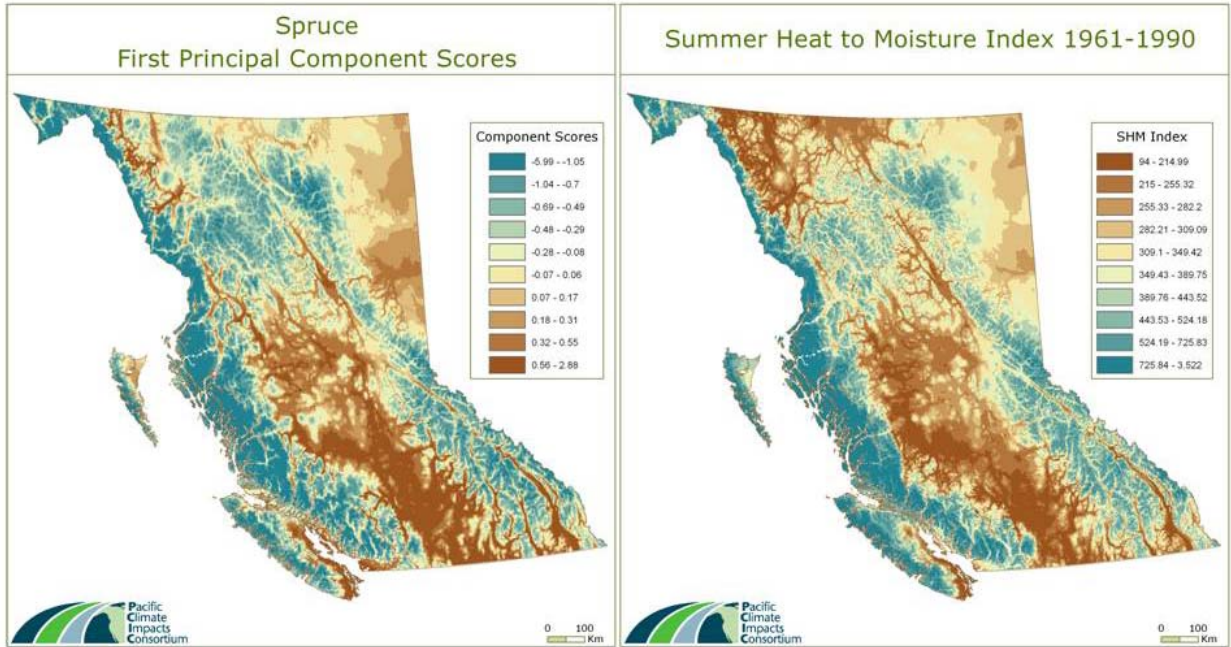 Spruce
First Principal Component Scores
Component Scores
-5.99 - -1.05
-1.04 - -0.7
-0.69 - -0.49
-0.48 - -0.29
-0.28 - -0.08
-0.07 - 0.06
0.07 - 0.17
0.18 - 0.31
0.32 - 0.55
0.56 - 2.88
Pacific
Climate
Impacts
Consortium
0 100
Km
Summer Heat to Moisture Index 1961-1990
SHM Index
94 - 214.99
215 - 255.32
255.33 - 282.2
282.21 - 309.09
309.1 - 349.42
349.43 - 389.75
389.76 - 443.52
443.53 - 524.18
524.19 - 725.83
725.84 - 3,522
Pacific
Climate
Impacts
Consortium
0 100
Km